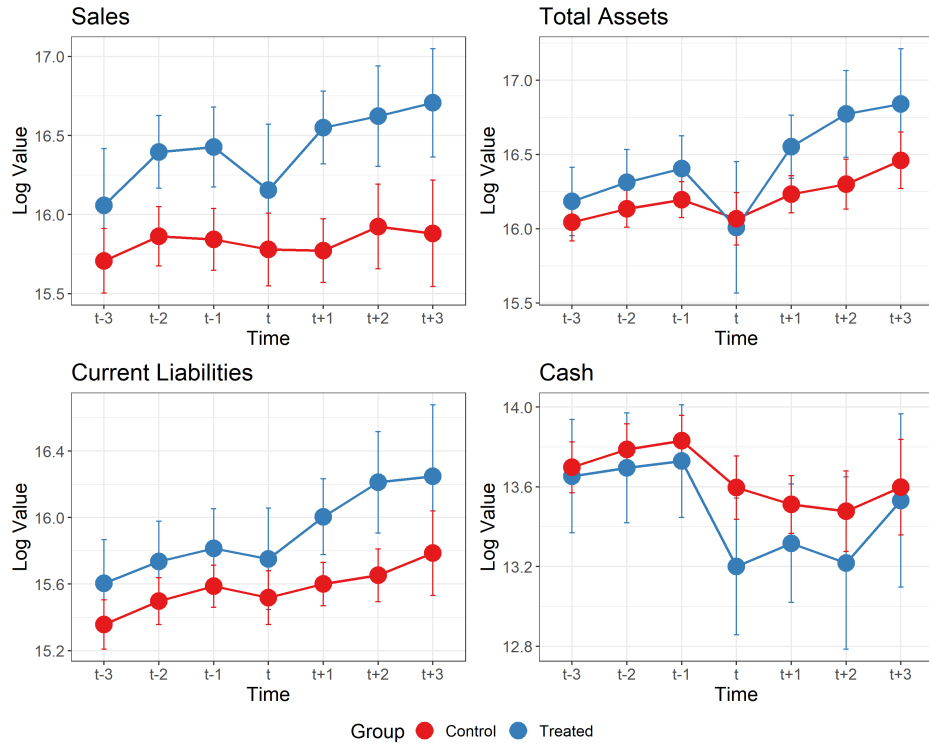 Sales
Log Value
17.0
16.5
16.0
15.5
t-3 t-2 t-1 t t+1 t+2 t+3
Time
Total Assets
Log Value
17.0
16.5
16.0
15.5
t-3 t-2 t-1 t t+1 t+2 t+3
Time
Current Liabilities
Log Value
16.4
16.0
15.6
15.2
t-3 t-2 t-1 t t+1 t+2 t+3
Time
Cash
Log Value
14.0
13.6
13.2
12.8
t-3 t-2 t-1 t t+1 t+2 t+3
Time
Group Control Treated